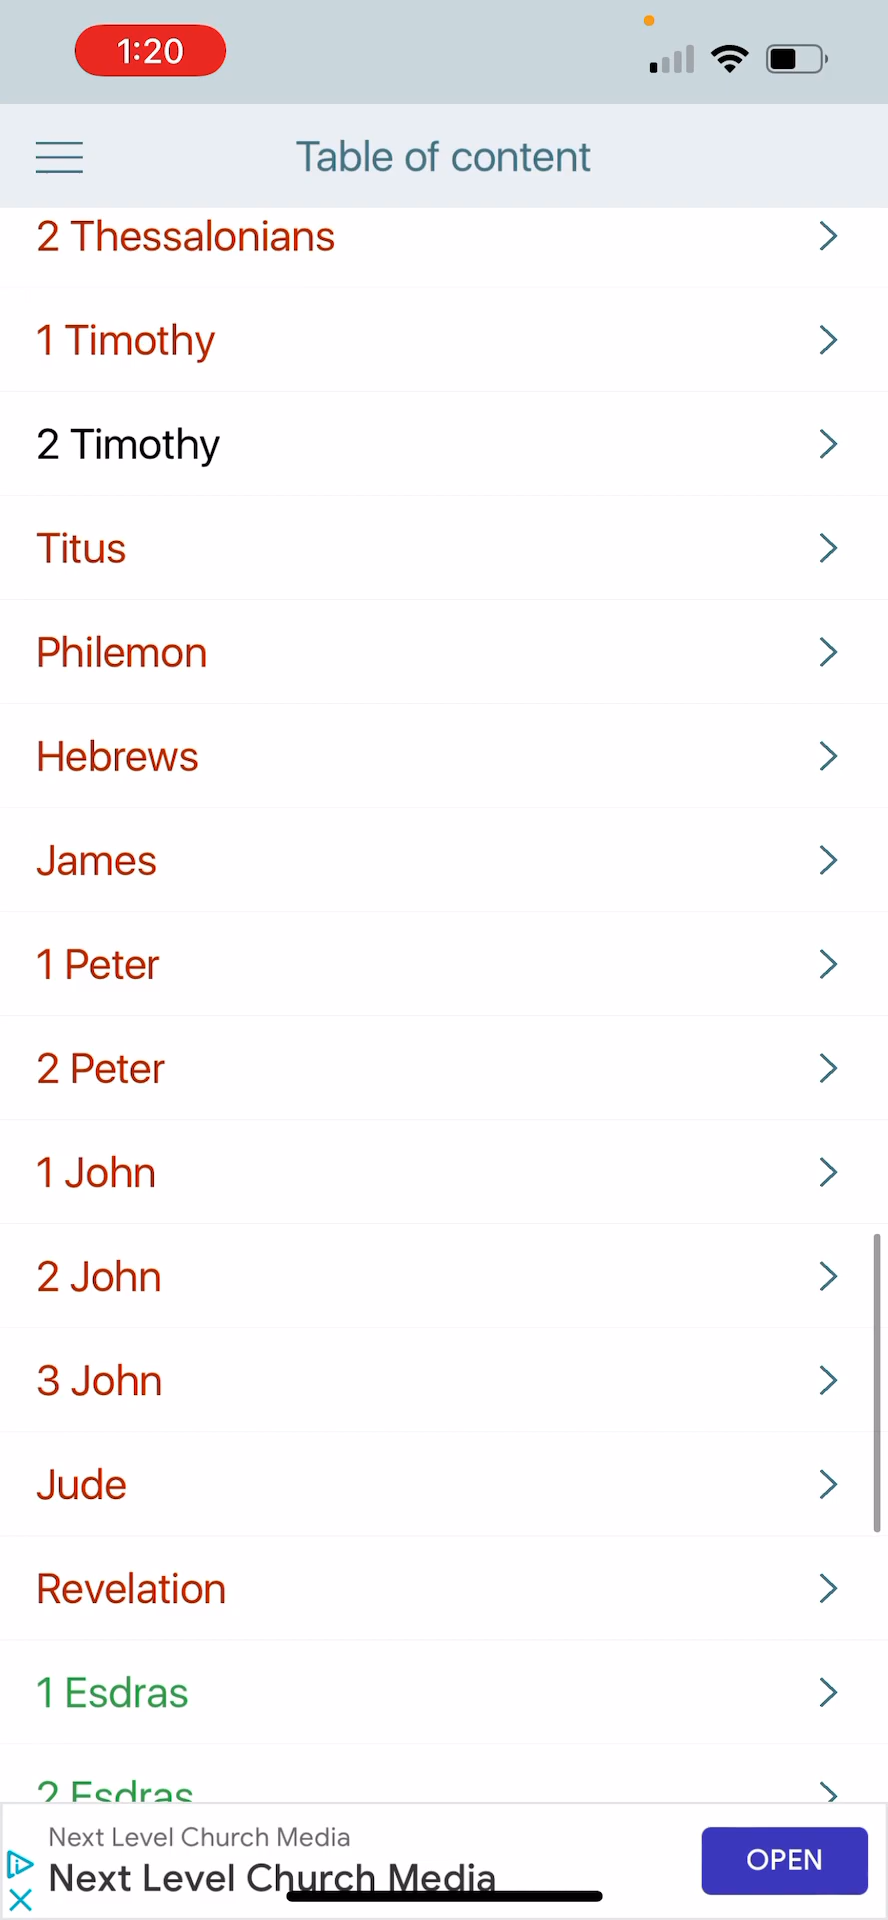 1:20
Table of content
2 Thessalonians
1 Timothy
2 Timothy
Titus
Philemon
Hebrews
James
1 Peter
2 Peter
1 John
2 John
3 John
Jude
Revelation
1 Esdras
2 Esdras
Next Level Church Media
Next Level Church Media
OPEN